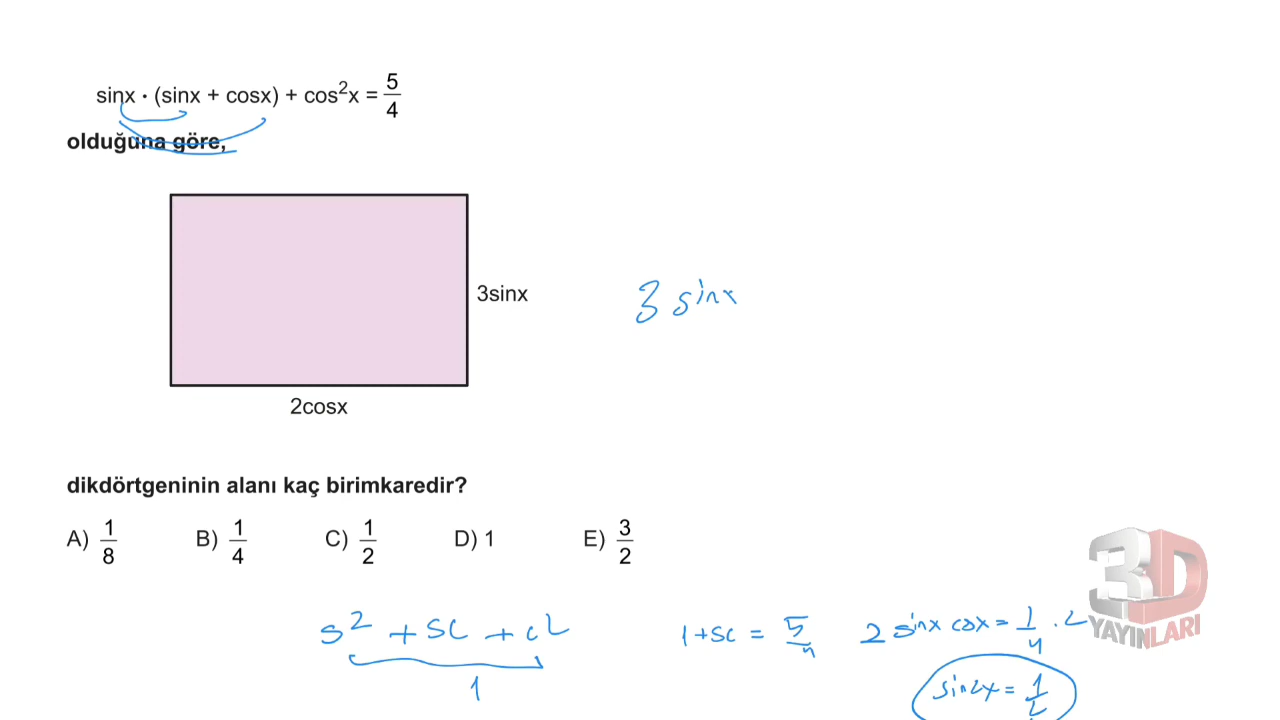 sinx · (sinx + cosx) + cos²x = 5/4
olduğuna göre,
3sinx
3 sinx
2cosx
dikdörtgeninin alanı kaç birimkaredir?
A) 1/8 B) 1/4 C) 1/2 D) 1 E) 3/2
3D
YAYINLARI
s² + sc + c²
1
1+sc = 5/4
2 sinx cosx = 1/4 . 2
sin2x = 1/2